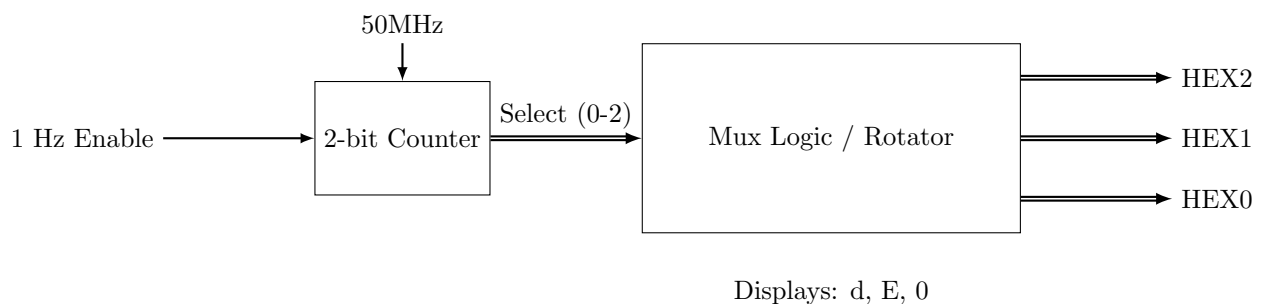 50MHz
1 Hz Enable
2-bit Counter
Select (0-2)
Mux Logic / Rotator
HEX2
HEX1
HEX0
Displays: d, E, 0